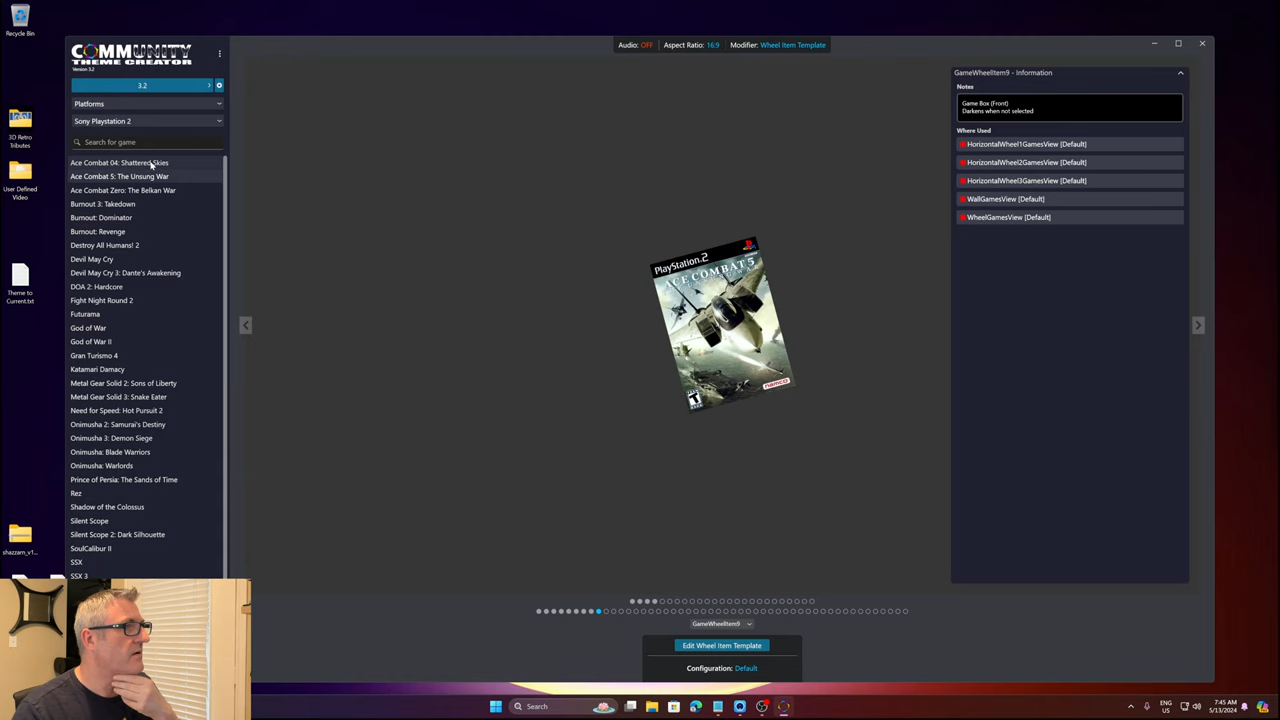 Recycle Bin
3D Retro
Tributes
User Defined
Video
Theme to
Current.txt
shazzam_v1...
COMMUNITY
THEME CREATOR
Version 3.2
3.2
Platforms
Sony Playstation 2
Search for game
Ace Combat 04: Shattered Skies
Ace Combat 5: The Unsung War
Ace Combat Zero: The Belkan War
Burnout 3: Takedown
Burnout: Dominator
Burnout: Revenge
Destroy All Humans! 2
Devil May Cry
Devil May Cry 3: Dante's Awakening
DOA 2: Hardcore
Fight Night Round 2
Futurama
God of War
God of War II
Gran Turismo 4
Katamari Damacy
Metal Gear Solid 2: Sons of Liberty
Metal Gear Solid 3: Snake Eater
Need for Speed: Hot Pursuit 2
Onimusha 2: Samurai's Destiny
Onimusha 3: Demon Siege
Onimusha: Blade Warriors
Onimusha: Warlords
Prince of Persia: The Sands of Time
Rez
Shadow of the Colossus
Silent Scope
Silent Scope 2: Dark Silhouette
SoulCalibur II
SSX
SSX 3
Audio: OFF Aspect Ratio: 16:9 Modifier: Wheel Item Template
PlayStation.2
ACE COMBAT 5
namco
T
GameWheelItem9 - Information
Notes
Game Box (Front)
Darkens when not selected
Where Used
HorizontalWheel1GamesView [Default]
HorizontalWheel2GamesView [Default]
HorizontalWheel3GamesView [Default]
WallGamesView [Default]
WheelGamesView [Default]
GameWheelItem9
Edit Wheel Item Template
Configuration: Default
Search
ENG
US
7:45 AM
5/13/2024